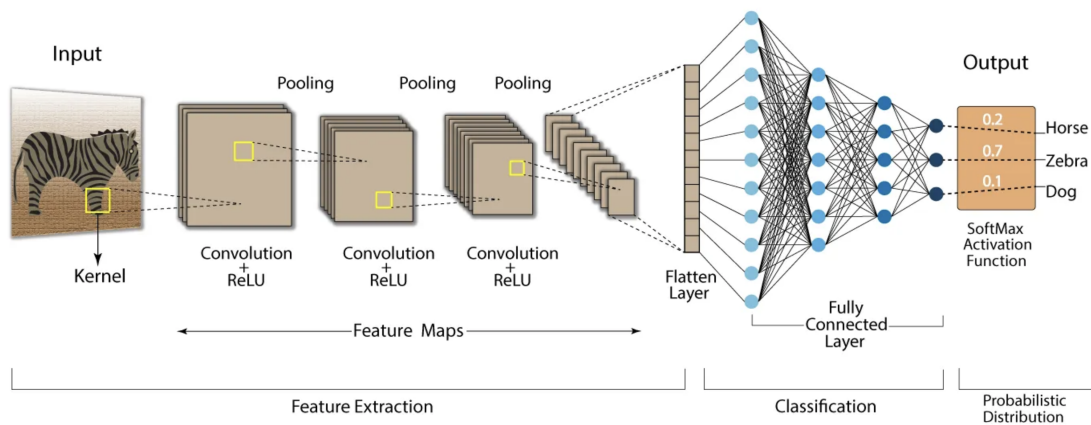 Input
Kernel
Pooling
Pooling
Pooling
Convolution
+
ReLU
Convolution
+
ReLU
Convolution
+
ReLU
Feature Maps
Flatten
Layer
Fully
Connected
Layer
Output
0.2
0.7
0.1
Horse
Zebra
Dog
SoftMax
Activation
Function
Feature Extraction
Classification
Probabilistic
Distribution